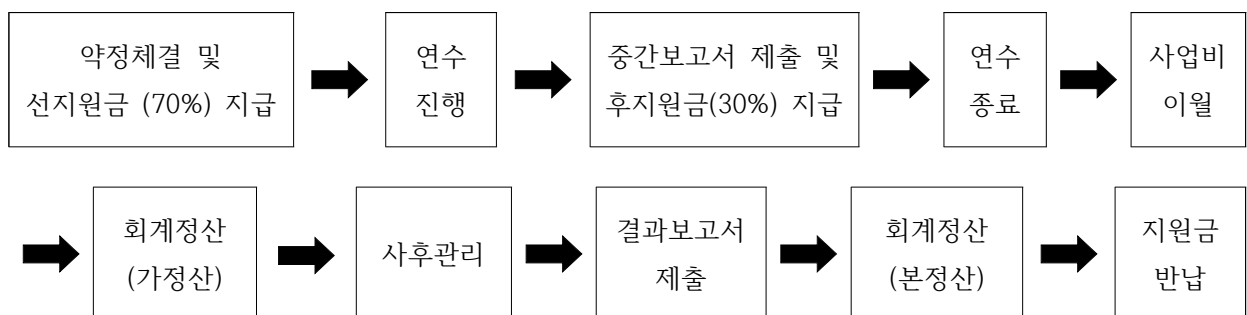 약정체결 및
선지원금 (70%) 지급
연수
진행
중간보고서 제출 및
후지원금(30%) 지급
연수
종료
사업비
이월
회계정산
(가정산)
사후관리
결과보고서
제출
회계정산
(본정산)
지원금
반납